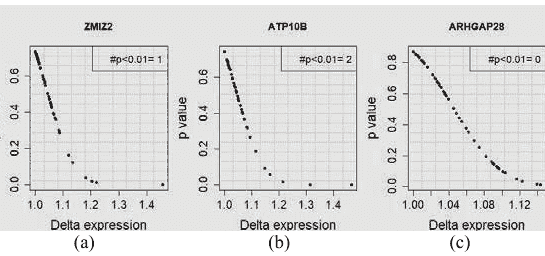 ZMIZ2
#p<0.01= 1
0.0 0.2 0.4 0.6
1.0 1.1 1.2 1.3 1.4
Delta expression
(a)
ATP10B
#p<0.01= 2
p value
0.0 0.2 0.4 0.6
1.0 1.1 1.2 1.3 1.4
Delta expression
(b)
ARHGAP28
#p<0.01= 0
p value
0.0 0.2 0.4 0.6 0.8
1.00 1.04 1.08 1.12
Delta expression
(c)